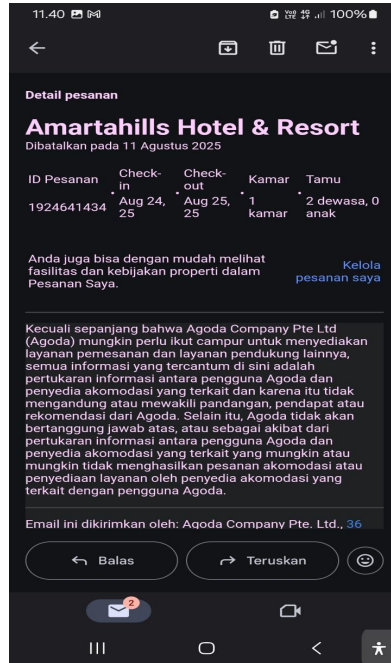 11.40
Vo) 4G LTE 100%
Detail pesanan
Amartahills Hotel & Resort
Dibatalkan pada 11 Agustus 2025
ID Pesanan
1924641434
Check-
in
Aug 24,
25
Check-
out
Aug 25,
25
Kamar
1
kamar
Tamu
2 dewasa, 0
anak
Anda juga bisa dengan mudah melihat
fasilitas dan kebijakan properti dalam
Pesanan Saya.
Kelola
pesanan saya
Kecuali sepanjang bahwa Agoda Company Pte Ltd
(Agoda) mungkin perlu ikut campur untuk menyediakan
layanan pemesanan dan layanan pendukung lainnya,
semua informasi yang tercantum di sini adalah
pertukaran informasi antara pengguna Agoda dan
penyedia akomodasi yang terkait dan karena itu tidak
mengandung atau mewakili pandangan, pendapat atau
rekomendasi dari Agoda. Selain itu, Agoda tidak akan
bertanggung jawab atas, atau sebagai akibat dari
pertukaran informasi antara pengguna Agoda dan
penyedia akomodasi yang terkait yang mungkin atau
mungkin tidak menghasilkan pesanan akomodasi atau
penyediaan layanan oleh penyedia akomodasi yang
terkait dengan pengguna Agoda.
Email ini dikirimkan oleh: Agoda Company Pte. Ltd., 36
Balas
Teruskan
2